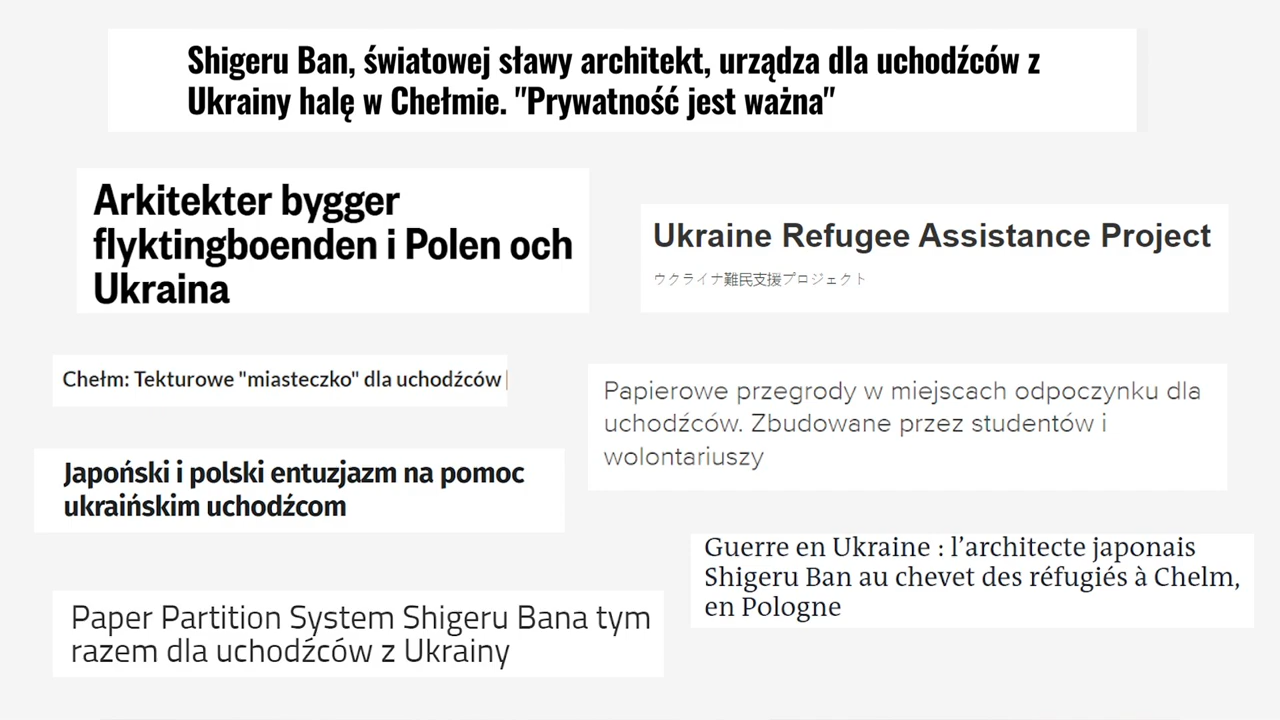 Shigeru Ban, światowej sławy architekt, urządza dla uchodźców z
Ukrainy halę w Chełmie. "Prywatność jest ważna"
Arkitekter bygger
flyktingboenden i Polen och
Ukraina
Ukraine Refugee Assistance Project
ウクライナ難民支援プロジェクト
Chełm: Tekturowe "miasteczko" dla uchodźców
Papierowe przegrody w miejscach odpoczynku dla
uchodźców. Zbudowane przez studentów i
wolontariuszy
Japoński i polski entuzjazm na pomoc
ukraińskim uchodźcom
Guerre en Ukraine : l’architecte japonais
Shigeru Ban au chevet des réfugiés à Chelm,
en Pologne
Paper Partition System Shigeru Bana tym
razem dla uchodźców z Ukrainy